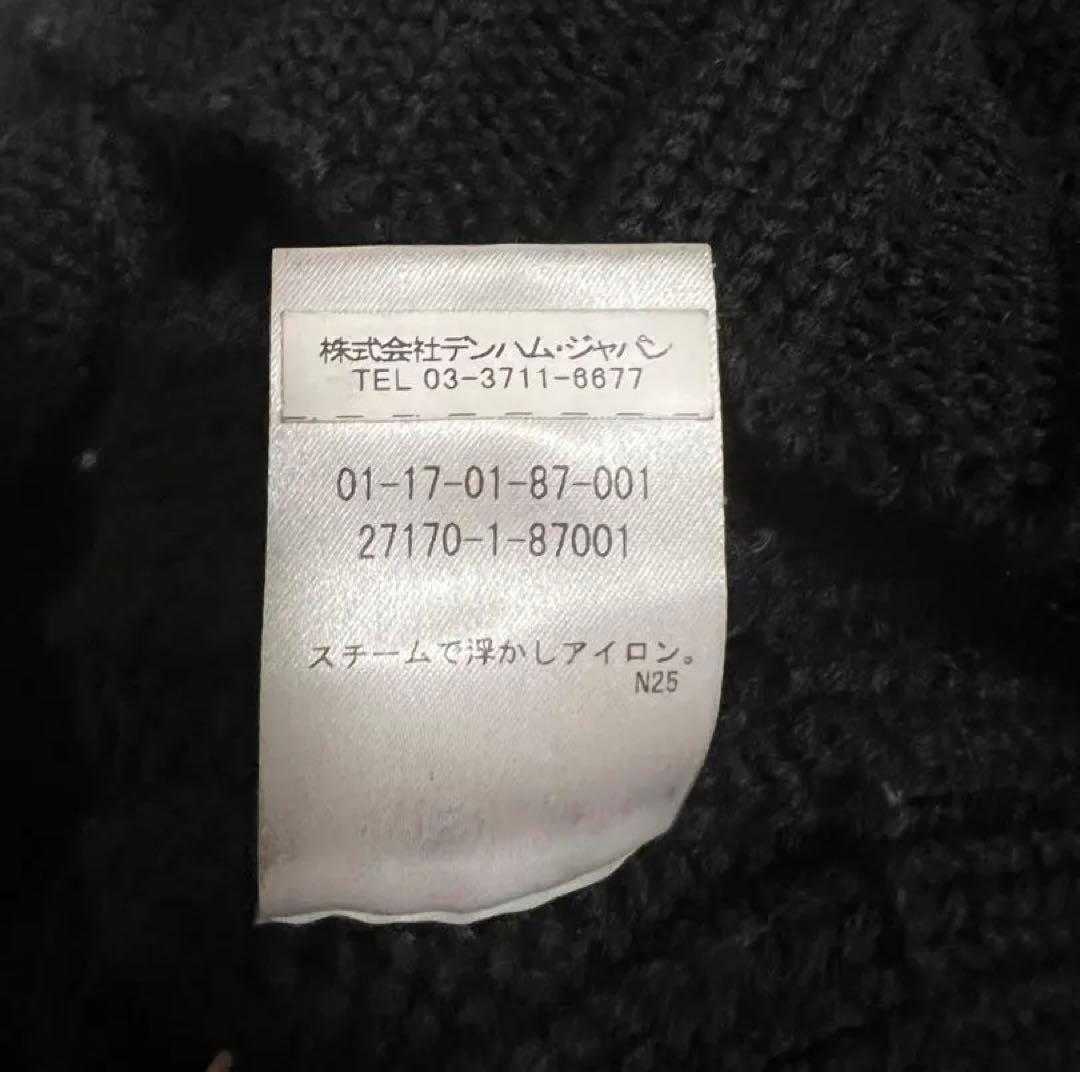 株式会社デンハム・ジャパン
TEL 03-3711-6677
01-17-01-87-001
27170-1-87001
スチームで浮かしアイロン。
N25